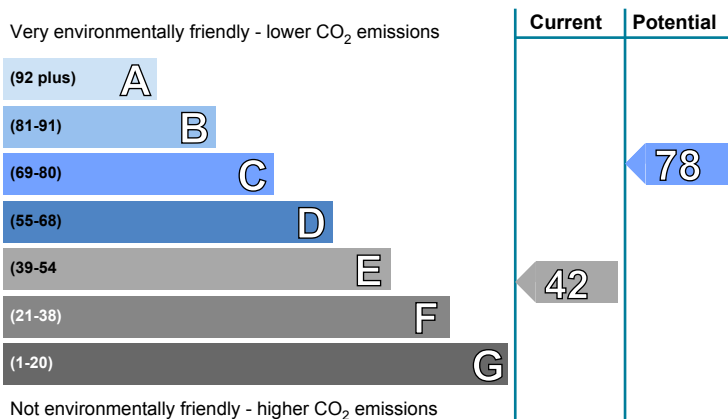 Current Potential
Very environmentally friendly - lower CO2 emissions
(92 plus) A
(81-91) B
(69-80) C
78
(55-68) D
(39-54 E
42
(21-38) F
(1-20) G
Not environmentally friendly - higher CO2 emissions